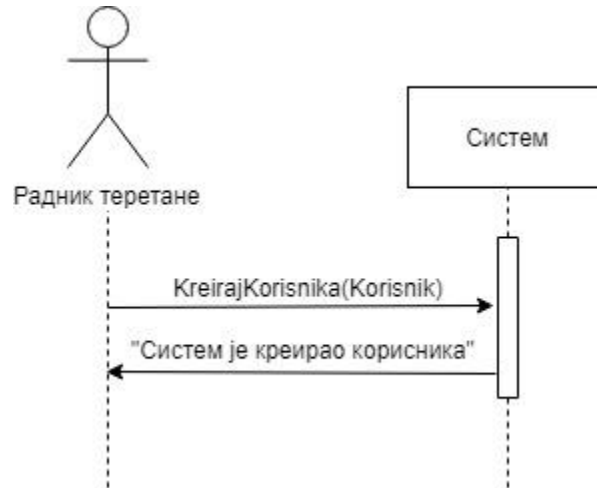 Систем
Радник теретане
KreirajKorisnika(Korisnik)
"Систем је креирао корисника"